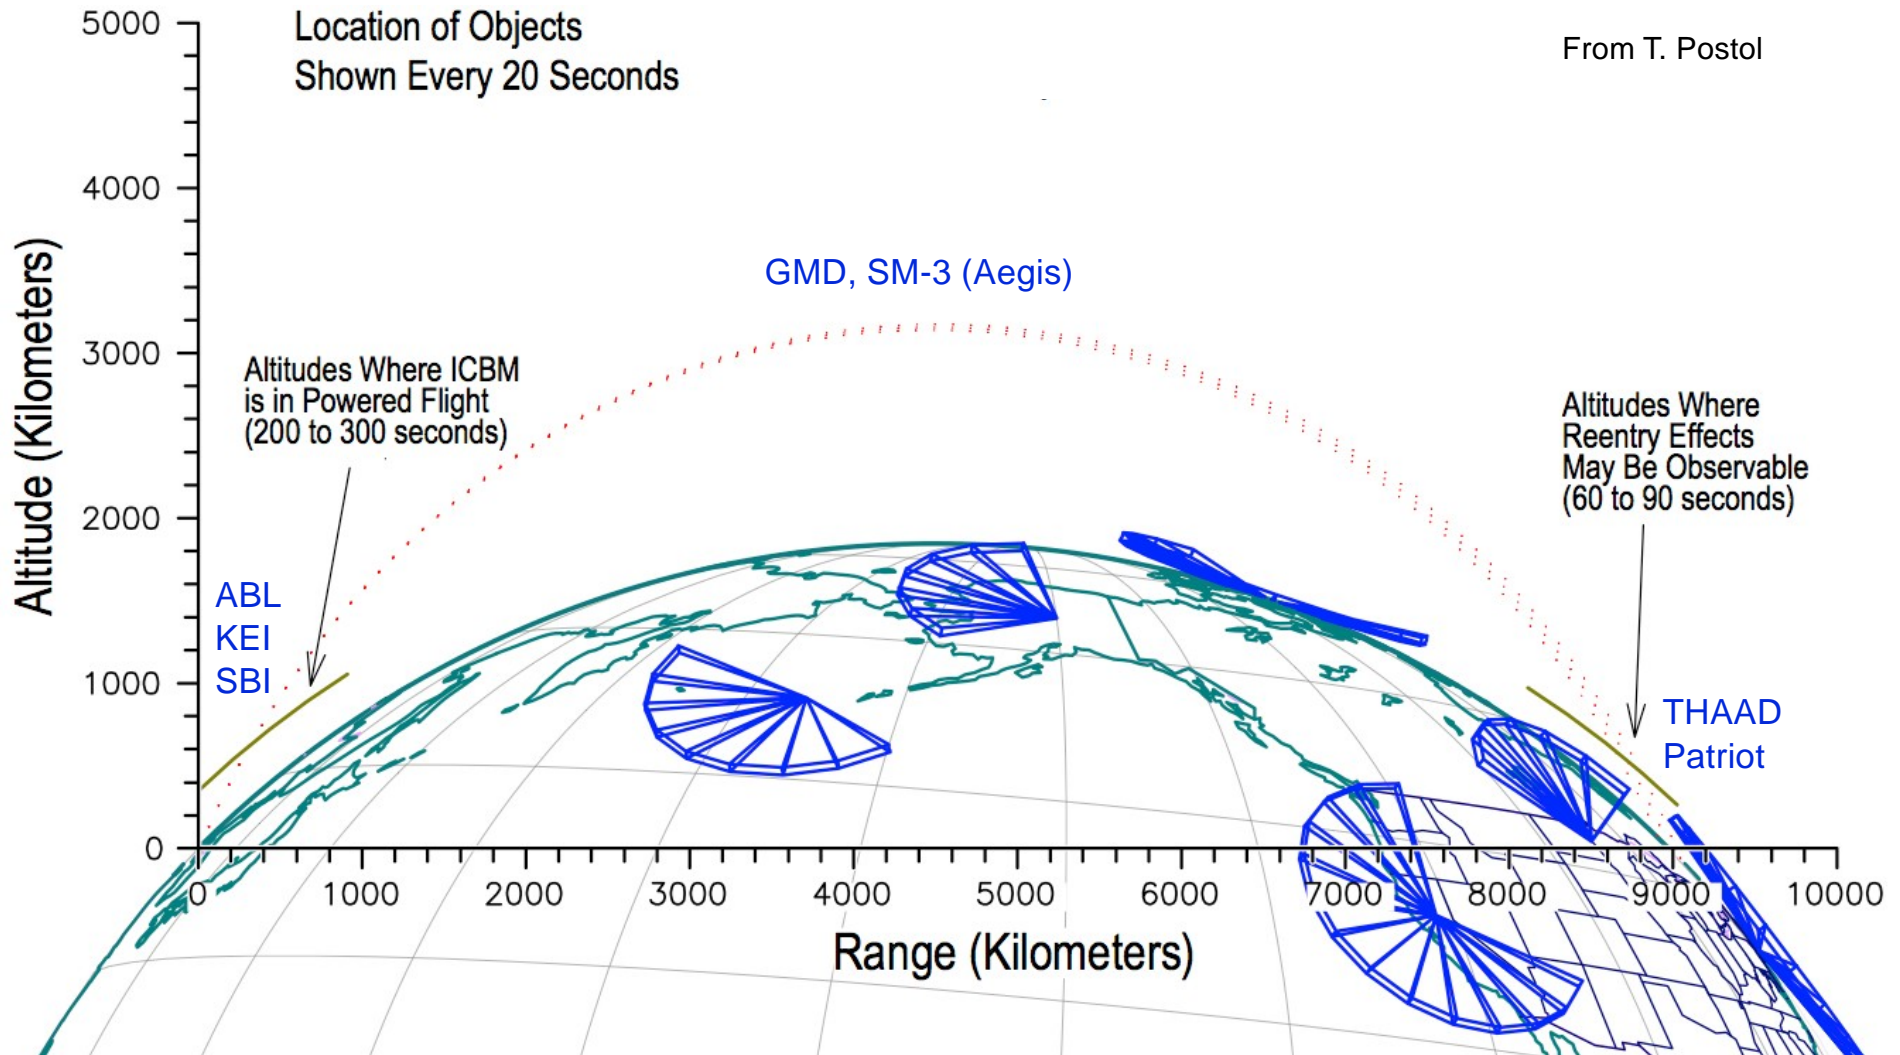 5000
Location of Objects
Shown Every 20 Seconds
From T. Postol
4000
GMD, SM-3 (Aegis)
3000
Altitude (Kilometers)
Altitudes Where ICBM
is in Powered Flight
(200 to 300 seconds)
Altitudes Where
Reentry Effects
May Be Observable
(60 to 90 seconds)
2000
ABL
KEI
SBI
1000
THAAD
Patriot
0
0 1000 2000 3000 4000 5000 6000 7000 8000 9000 10000
Range (Kilometers)